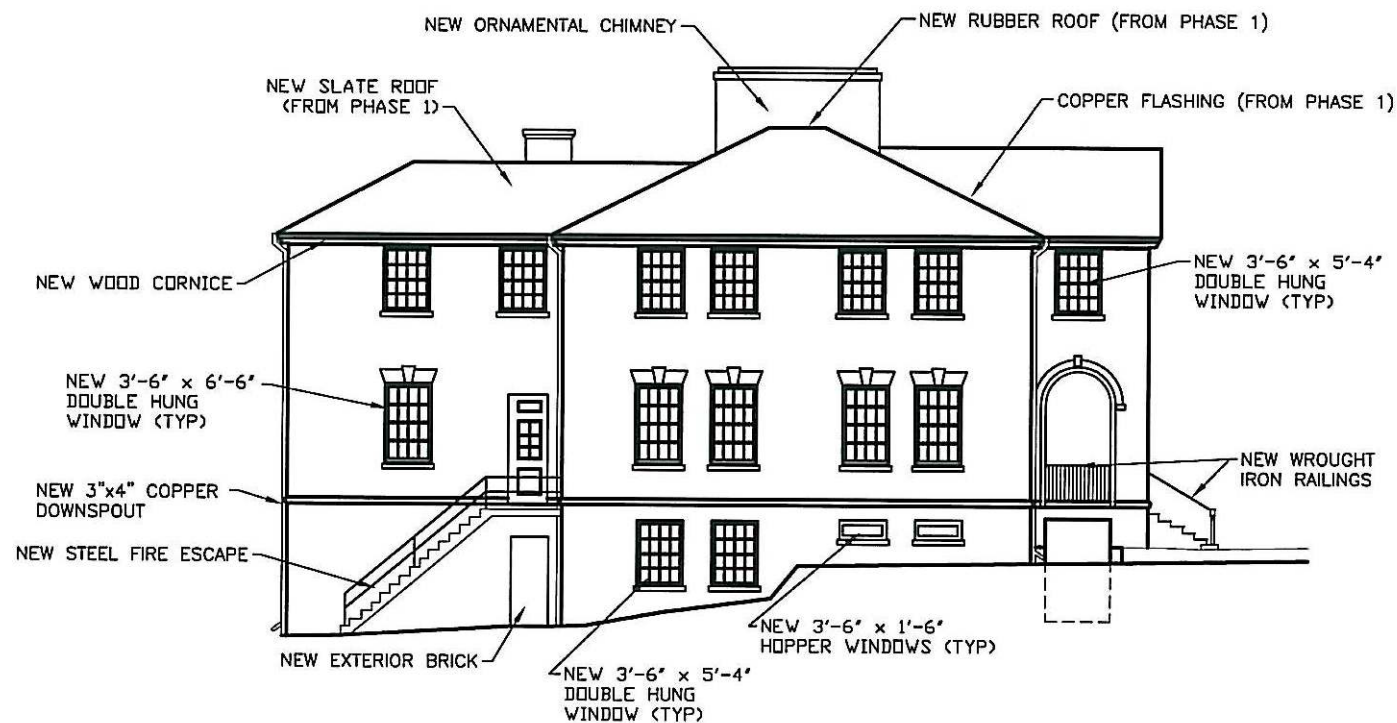 NEW ORNAMENTAL CHIMNEY
NEW RUBBER ROOF (FROM PHASE 1)
NEW SLATE ROOF
(FROM PHASE 1)
COPPER FLASHING (FROM PHASE 1)
NEW WOOD CORNICE
NEW 3'-6" x 5'-4"
DOUBLE HUNG
WINDOW (TYP)
NEW 3'-6" x 6'-6"
DOUBLE HUNG
WINDOW (TYP)
NEW 3"x4" COPPER
DOWNSPOUT
NEW WROUGHT
IRON RAILINGS
NEW STEEL FIRE ESCAPE
NEW 3'-6" x 1'-6"
HOPPER WINDOWS (TYP)
NEW EXTERIOR BRICK
NEW 3'-6" x 5'-4"
DOUBLE HUNG
WINDOW (TYP)